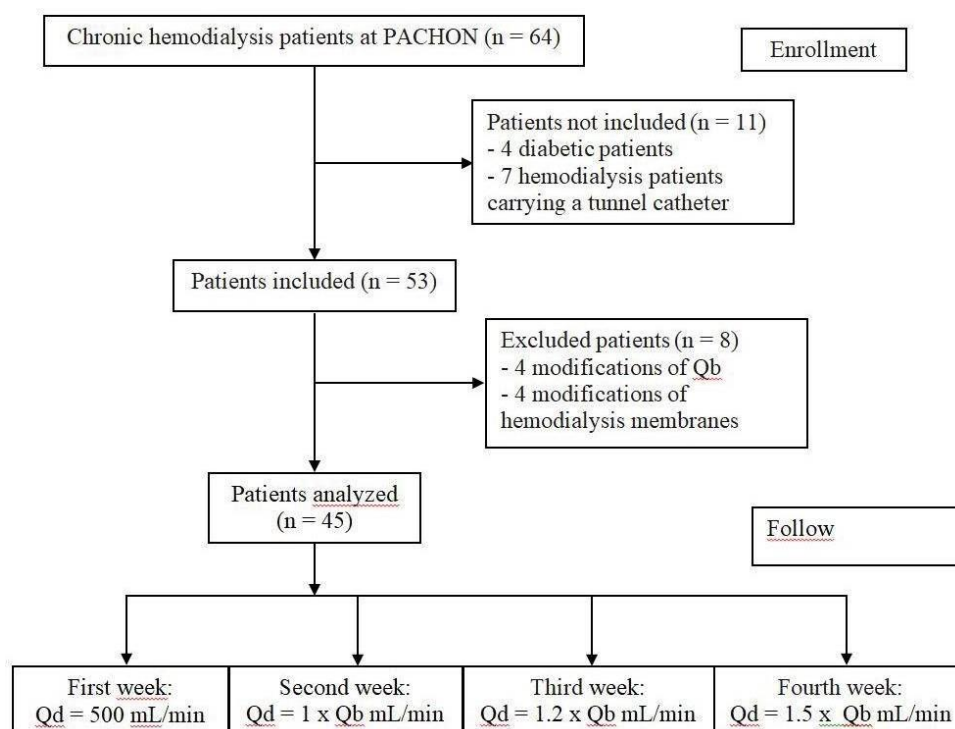 Chronic hemodialysis patients at PACHON (n = 64)
Enrollment
Patients not included (n = 11)
- 4 diabetic patients
- 7 hemodialysis patients
carrying a tunnel catheter
Patients included (n = 53)
Excluded patients (n = 8)
- 4 modifications of Qb
- 4 modifications of
hemodialysis membranes
Patients analyzed
(n = 45)
Follow
First week:
Qd = 500 mL/min
Second week:
Qd = 1 x Qb mL/min
Third week:
Qd = 1.2 x Qb mL/min
Fourth week:
Qd = 1.5 x Qb mL/min